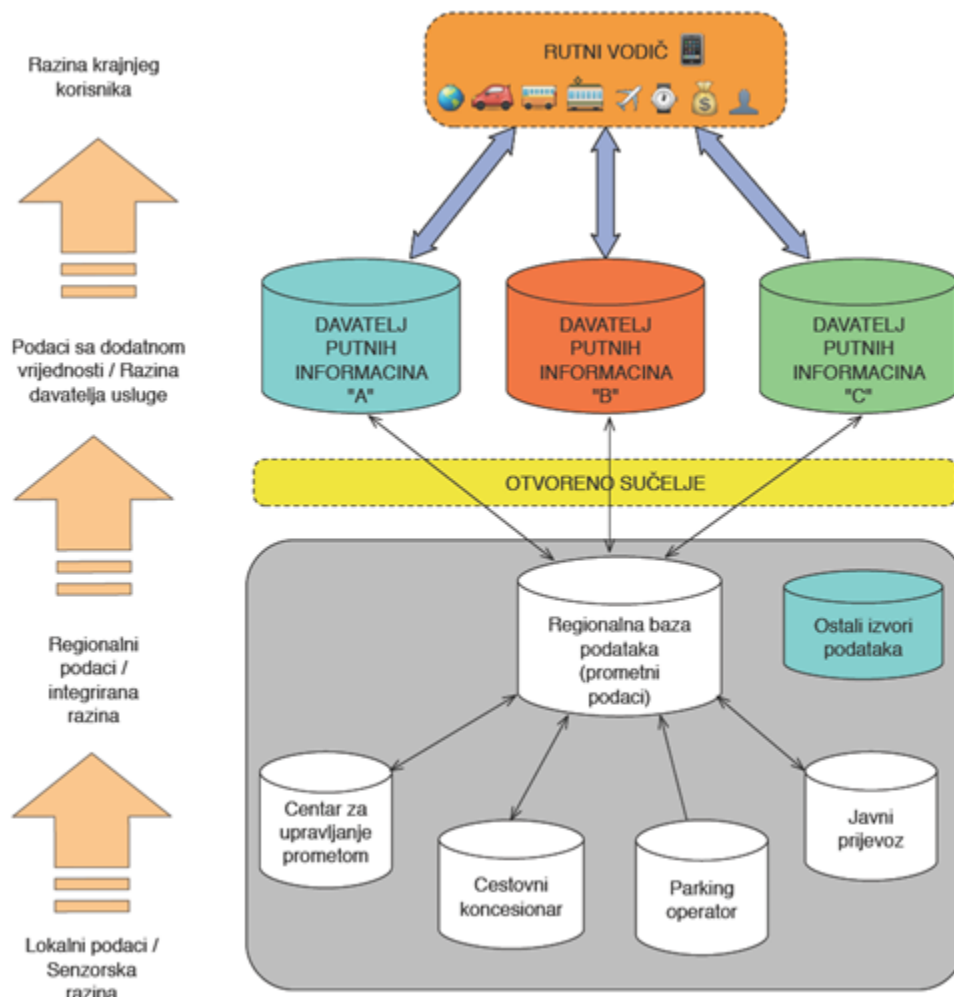 Razina krajnjeg
korisnika
RUTNI VODIČ
Podaci sa dodatnom
vrijednosti / Razina
davatelja usluge
DAVATELJ
PUTNIH
INFORMACINA
"A"
DAVATELJ
PUTNIH
INFORMACINA
"B"
DAVATELJ
PUTNIH
INFORMACINA
"C"
OTVORENO SUČELJE
Regionalni
podaci /
integrirana
razina
Regionalna baza
podataka
(prometni
podaci)
Ostali izvori
podataka
Centar za
upravljanje
prometom
Cestovni
koncesionar
Parking
operator
Javni
prijevoz
Lokalni podaci /
Senzorska
razina